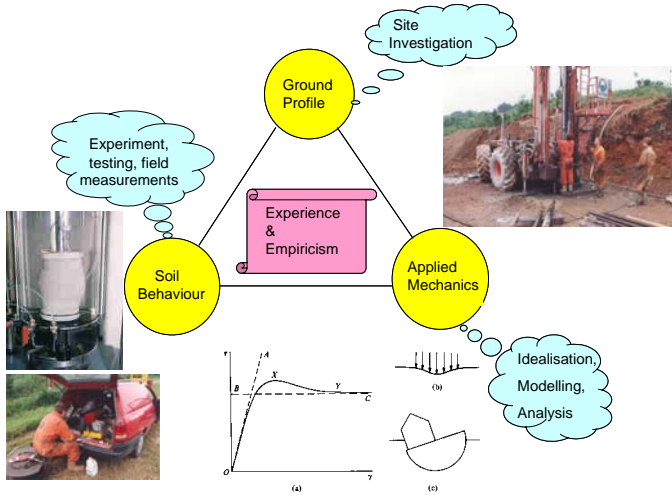 Site
Investigation
Ground
Profile
Experiment,
testing, field
measurements
Experience
&
Empiricism
Soil
Behaviour
Applied
Mechanics
Idealisation,
Modelling,
Analysis
τ
A
X
B
Y
C
O
γ
(a)
(b)
(c)